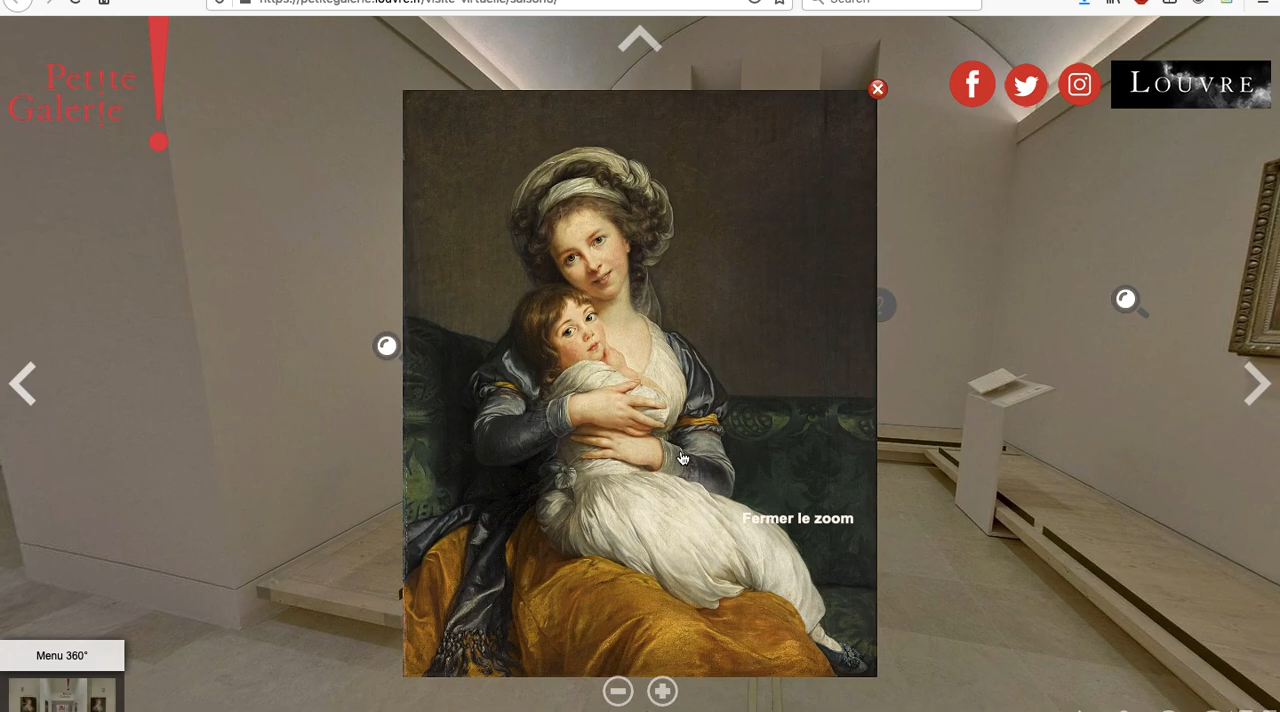 https://petitegalerie.louvre.fr/visite-virtuelle/saison5/
Search
Petite
Galerie
LOUVRE
Fermer le zoom
Menu 360°